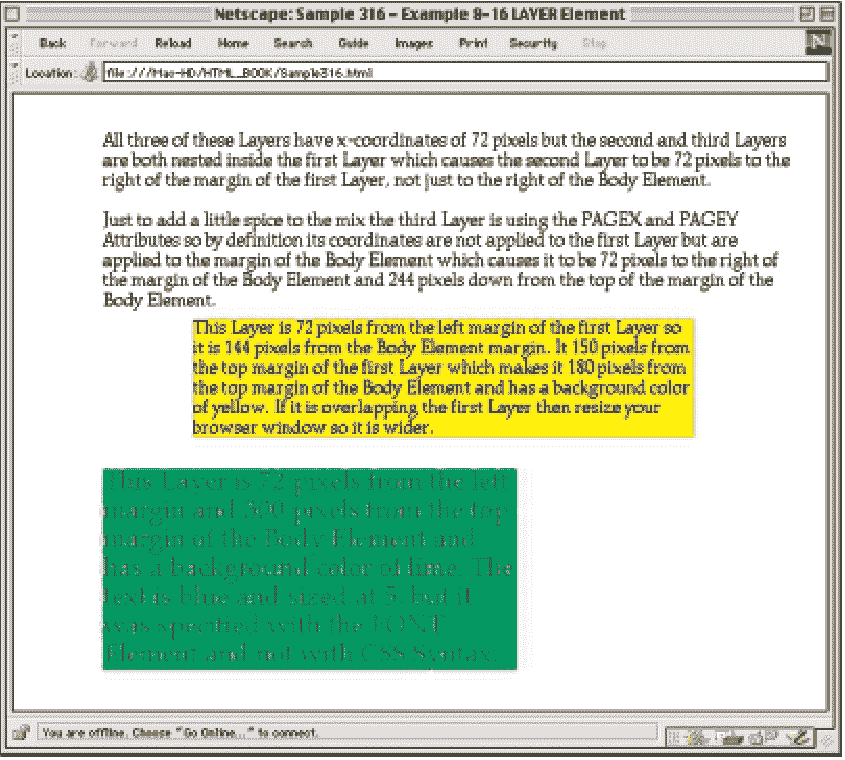 Netscape: Sample 316 – Example 8-16 LAYER Element
Back Forward Reload Home Search Guide Images Print Security Stop
N
Location: file:///Mac-HD/HTML_BOOK/Sample316.html
All three of these Layers have x-coordinates of 72 pixels but the second and third Layers
are both nested inside the first Layer which causes the second Layer to be 72 pixels to the
right of the margin of the first Layer, not just to the right of the Body Element.
Just to add a little spice to the mix the third Layer is using the PAGEX and PAGEY
Attributes so by definition its coordinates are not applied to the first Layer but are
applied to the margin of the Body Element which causes it to be 72 pixels to the right of
the margin of the Body Element and 244 pixels down from the top of the margin of the
Body Element.
This Layer is 72 pixels from the left margin of the first Layer so
it is 144 pixels from the Body Element margin. It 150 pixels from
the top margin of the first Layer which makes it 180 pixels from
the top margin of the Body Element and has a background color
of yellow. If it is overlapping the first Layer then resize your
browser window so it is wider.
This Layer is 72 pixels from the left
margin and 300 pixels from the top
margin of the Body Element and
has a background color of lime. The
text is blue and sized at 5, but it
was specified with the FONT
Element and not with CSS Syntax.
You are offline. Choose "Go Online..." to connect.